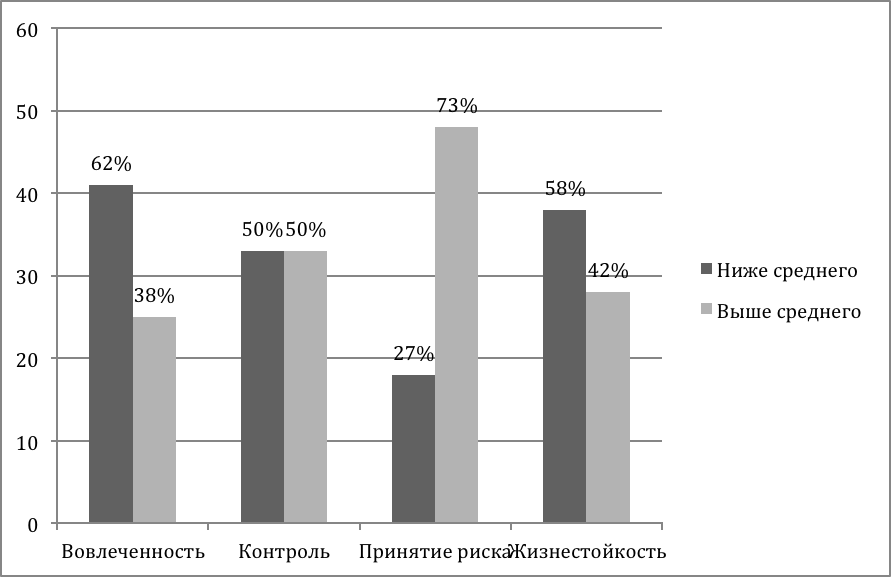 60
50
40
30
20
10
0
62%
38%
50%
50%
27%
73%
58%
42%
Вовлеченность
Контроль
Принятие риска
Жизнестойкость
Ниже среднего
Выше среднего